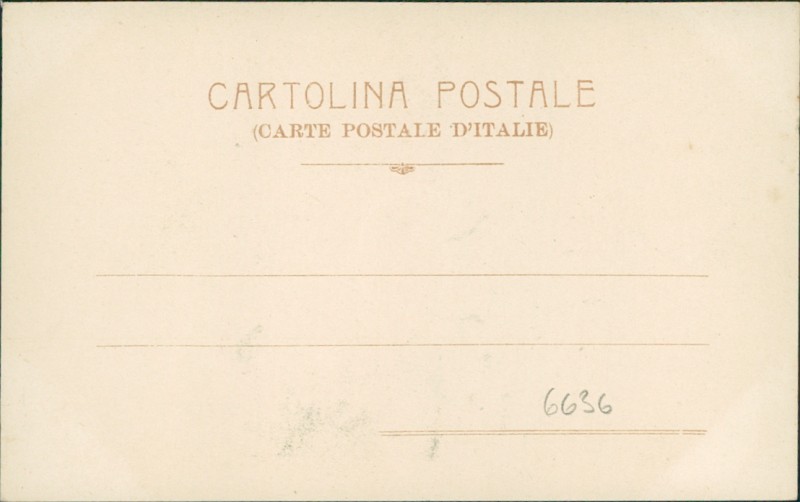 CARTOLINA POSTALE
(CARTE POSTALE D'ITALIE)
6636